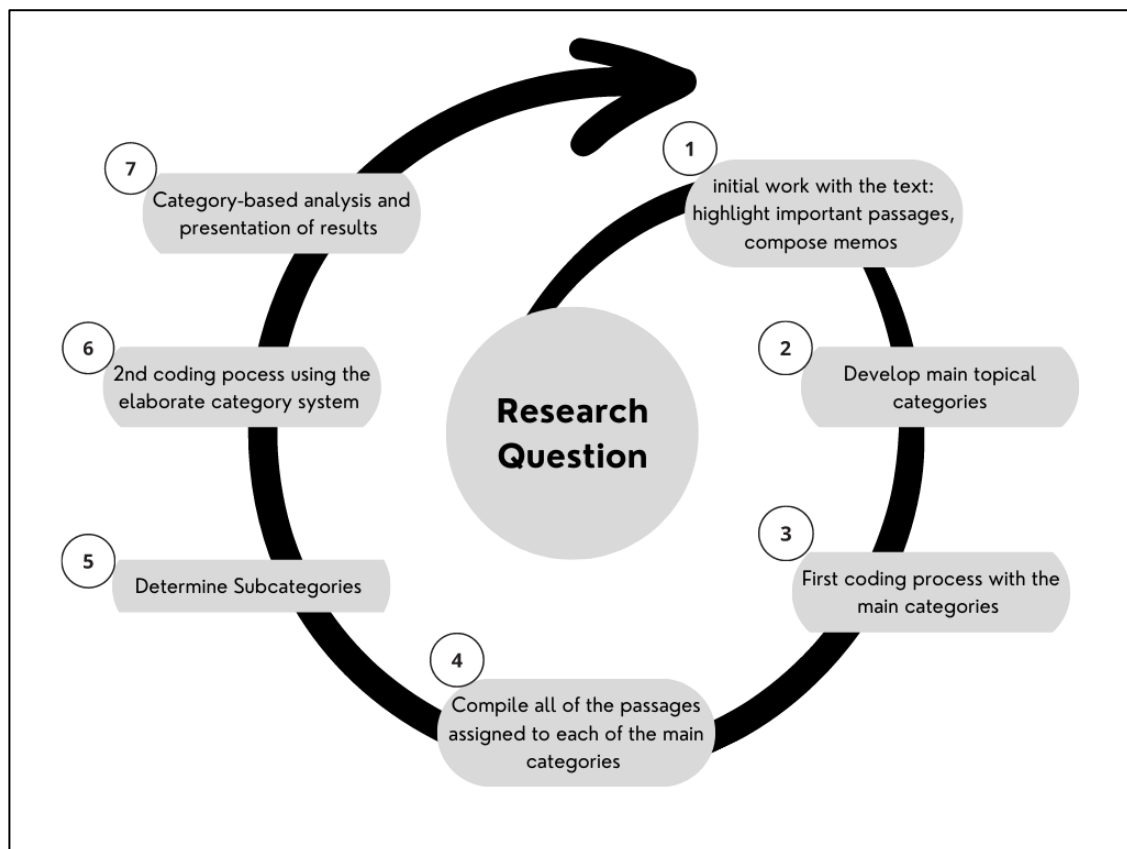 1
initial work with the text:
highlight important passages,
compose memos
2
Develop main topical
categories
3
First coding process with the
main categories
4
Compile all of the passages
assigned to each of the main
categories
5
Determine Subcategories
6
2nd coding pocess using the
elaborate category system
7
Category-based analysis and
presentation of results
Research
Question